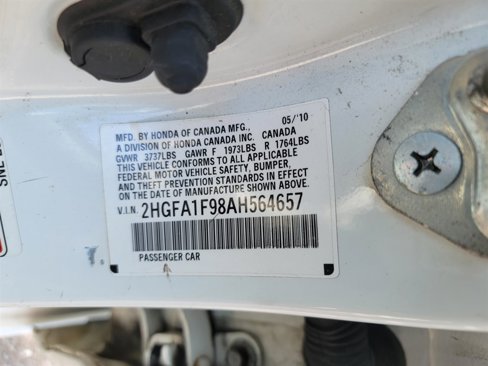 05/'10
MFD. BY HONDA OF CANADA MFG.,
A DIVISION OF HONDA CANADA INC. CANADA
GVWR 3737LBS GAWR F 1973LBS R 1764LBS
THIS VEHICLE CONFORMS TO ALL APPLICABLE
FEDERAL MOTOR VEHICLE SAFETY, BUMPER,
AND THEFT PREVENTION STANDARDS IN EFFECT
ON THE DATE OF MANUFACTURE SHOWN ABOVE.
V.I.N. 2HGFA1F98AH564657
PASSENGER CAR